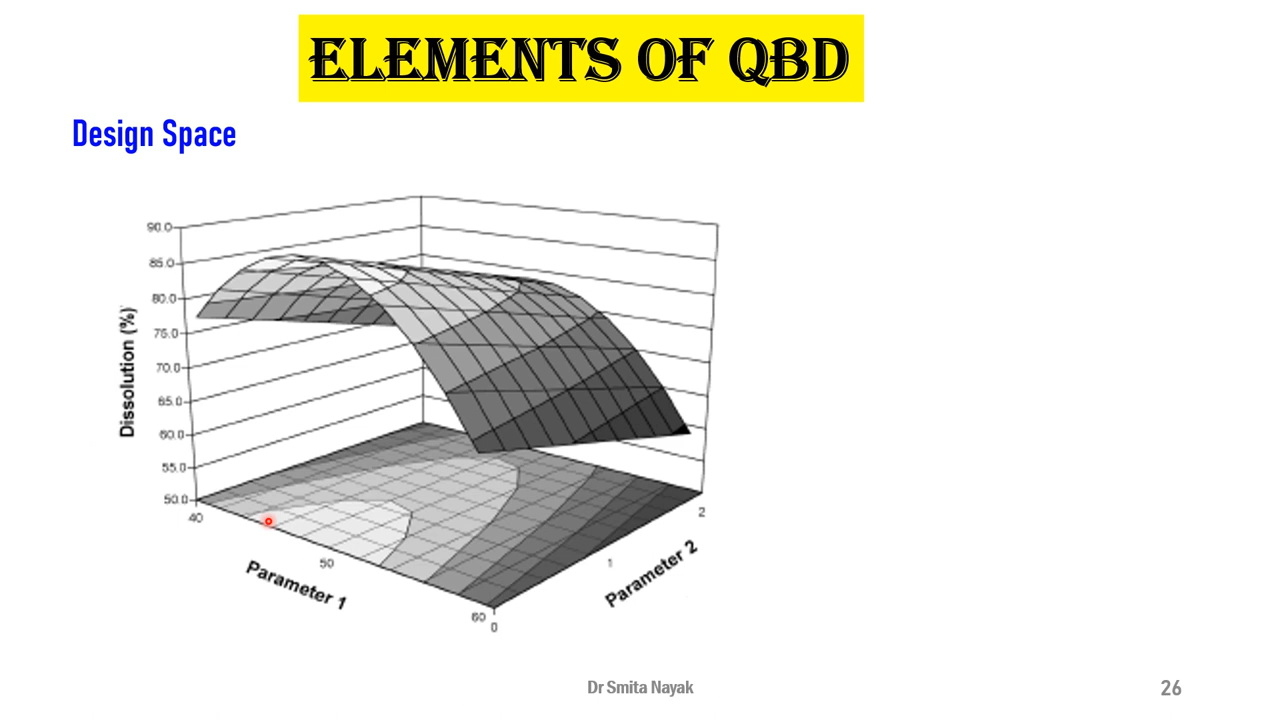 ELEMENTS OF QBD
Design Space
90.0
85.0
80.0
75.0
70.0
65.0
60.0
55.0
50.0
Dissolution (%)
40
50
60
Parameter 1
0
1
2
Parameter 2
Dr Smita Nayak
26